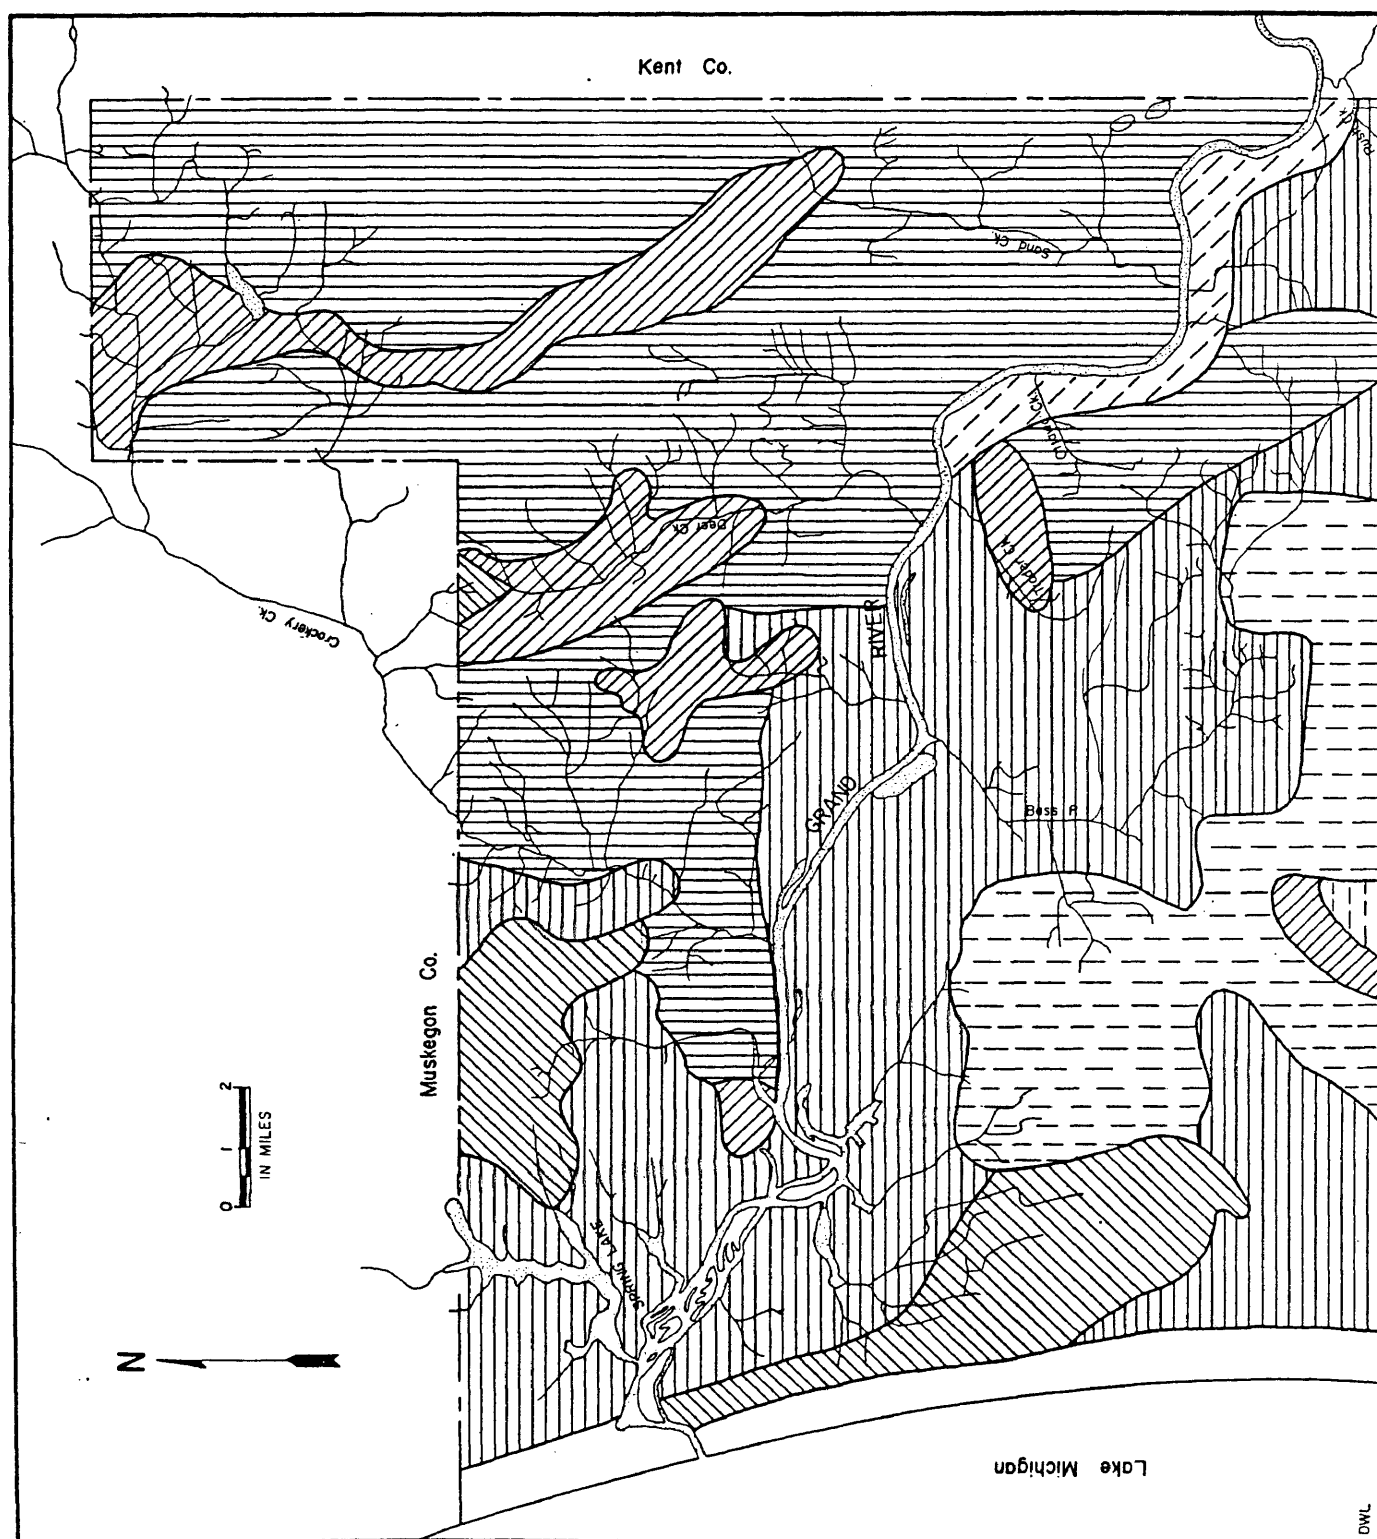 Kent Co.
Sand Ck.
Crockery Ck.
Deer Ck
RIVER
GRAND
Bass R
Muskegon Co.
0 1 2
IN MILES
SPRING LAKE
N
Lake Michigan
DWL